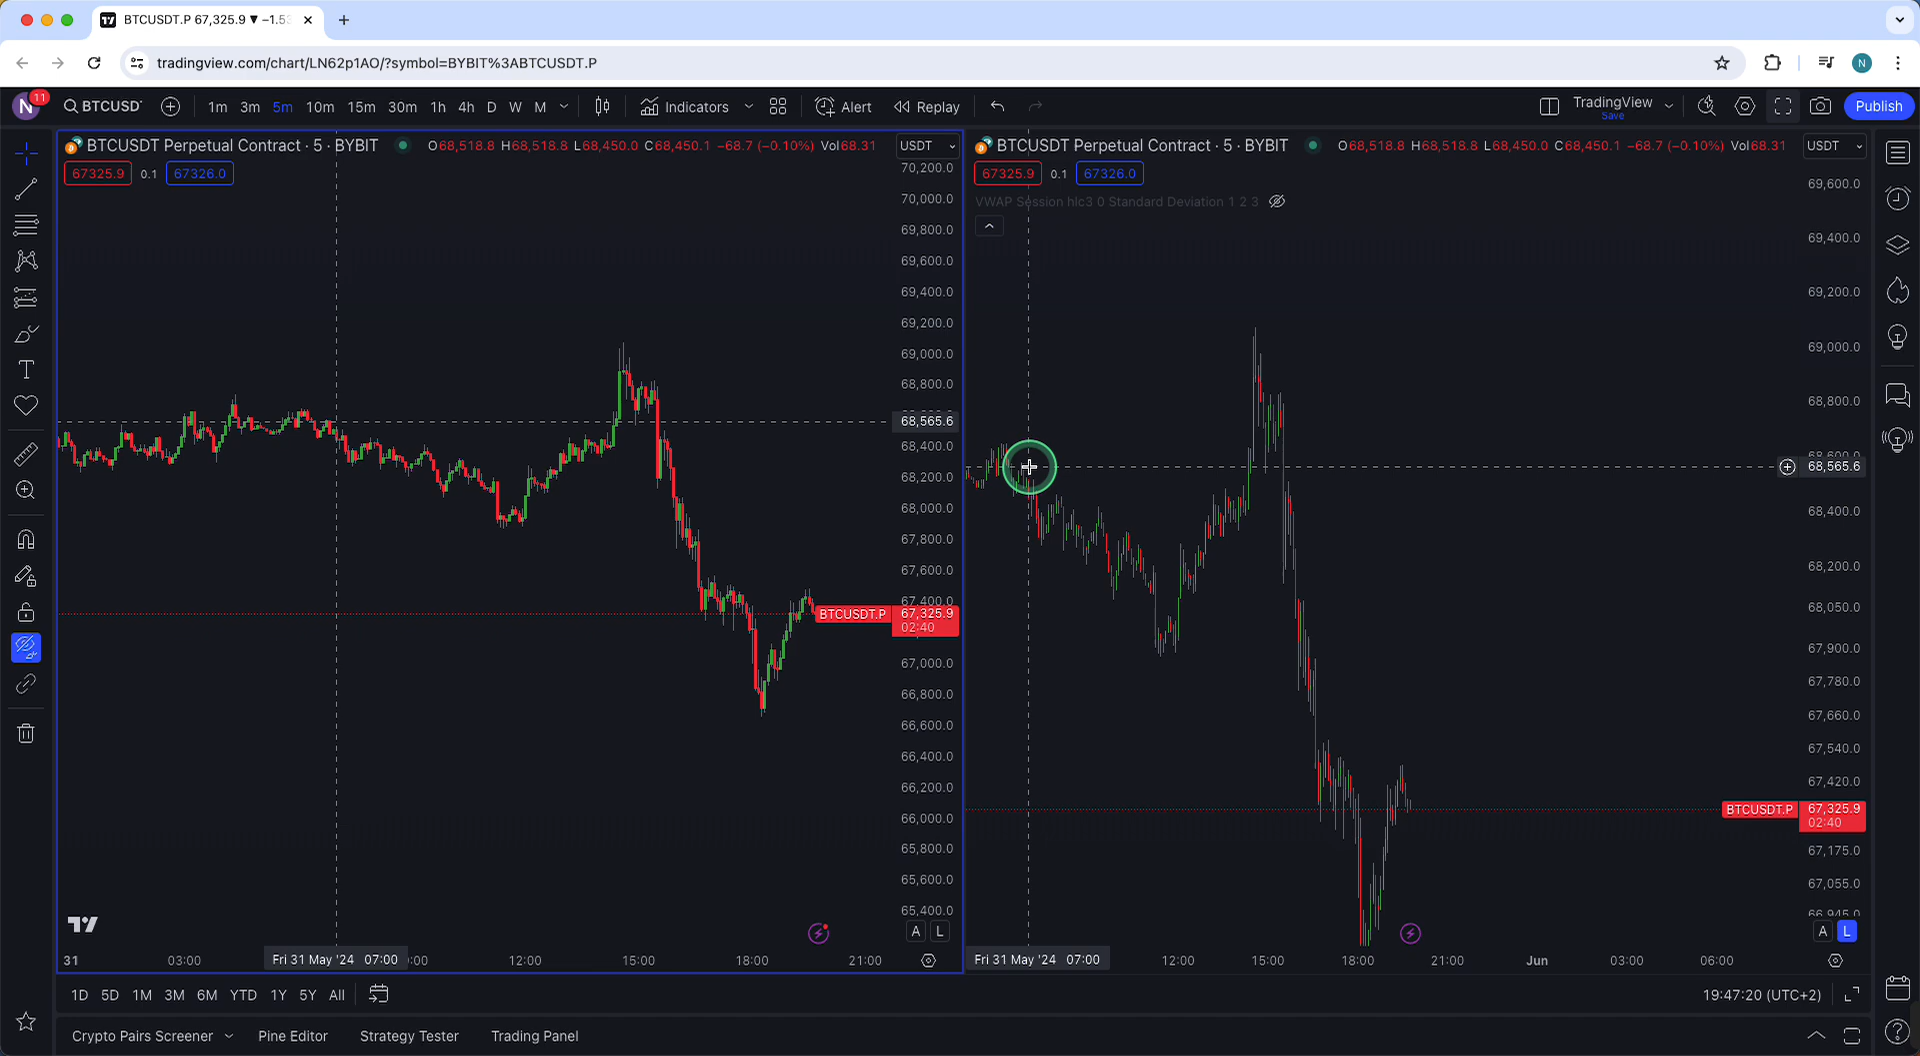 BTCUSDT.P 67,325.9 ▼ −1.53
tradingview.com/chart/LN62p1AO/?symbol=BYBIT%3ABTCUSDT.P
N
N
11
BTCUSD
1m 3m 5m 10m 15m 30m 1h 4h D W M
Indicators
Alert
Replay
TradingView
Save
Publish
BTCUSDT Perpetual Contract · 5 · BYBIT
O68,518.8 H68,518.8 L68,450.0 C68,450.1 −68.7 (−0.10%) Vol68.31
USDT
67325.9 0.1 67326.0
70,200.0
70,000.0
69,800.0
69,600.0
69,400.0
69,200.0
69,000.0
68,800.0
68,565.6
68,400.0
68,200.0
68,000.0
67,800.0
67,600.0
67,400.0
BTCUSDT.P 67,325.9
02:40
67,000.0
66,800.0
66,600.0
66,400.0
66,200.0
66,000.0
65,800.0
65,600.0
65,400.0
A L
31 03:00 Fri 31 May '24 07:00 12:00 15:00 18:00 21:00
BTCUSDT Perpetual Contract · 5 · BYBIT
O68,518.8 H68,518.8 L68,450.0 C68,450.1 −68.7 (−0.10%) Vol68.31
USDT
67325.9 0.1 67326.0
VWAP Session hlc3 0 Standard Deviation 1 2 3
69,600.0
69,400.0
69,200.0
69,000.0
68,800.0
68,565.6
68,400.0
68,200.0
68,050.0
67,900.0
67,780.0
67,660.0
67,540.0
67,420.0
BTCUSDT.P 67,325.9
02:40
67,175.0
67,055.0
66,945.0
A L
Fri 31 May '24 07:00 12:00 15:00 18:00 21:00 Jun 03:00 06:00
1D 5D 1M 3M 6M YTD 1Y 5Y All
19:47:20 (UTC+2)
Crypto Pairs Screener Pine Editor Strategy Tester Trading Panel